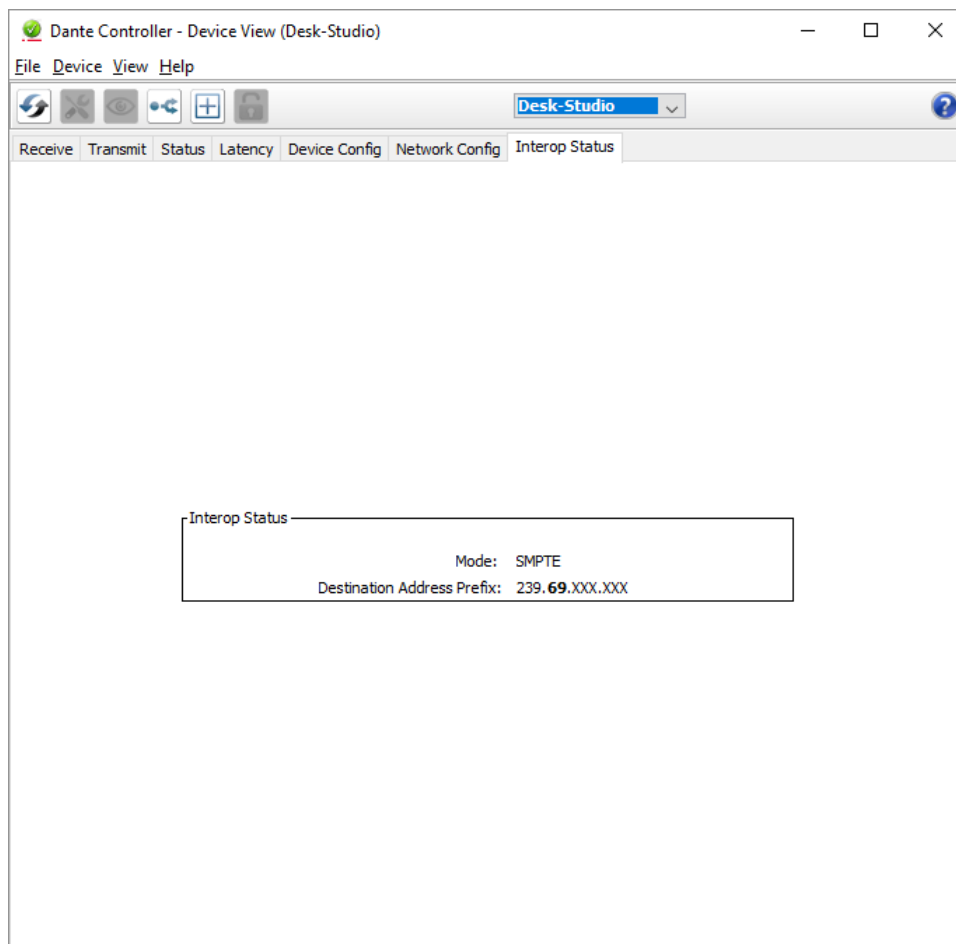 Dante Controller - Device View (Desk-Studio)
File Device View Help
Desk-Studio
?
Receive Transmit Status Latency Device Config Network Config Interop Status
Interop Status
Mode: SMPTE
Destination Address Prefix: 239.69.XXX.XXX